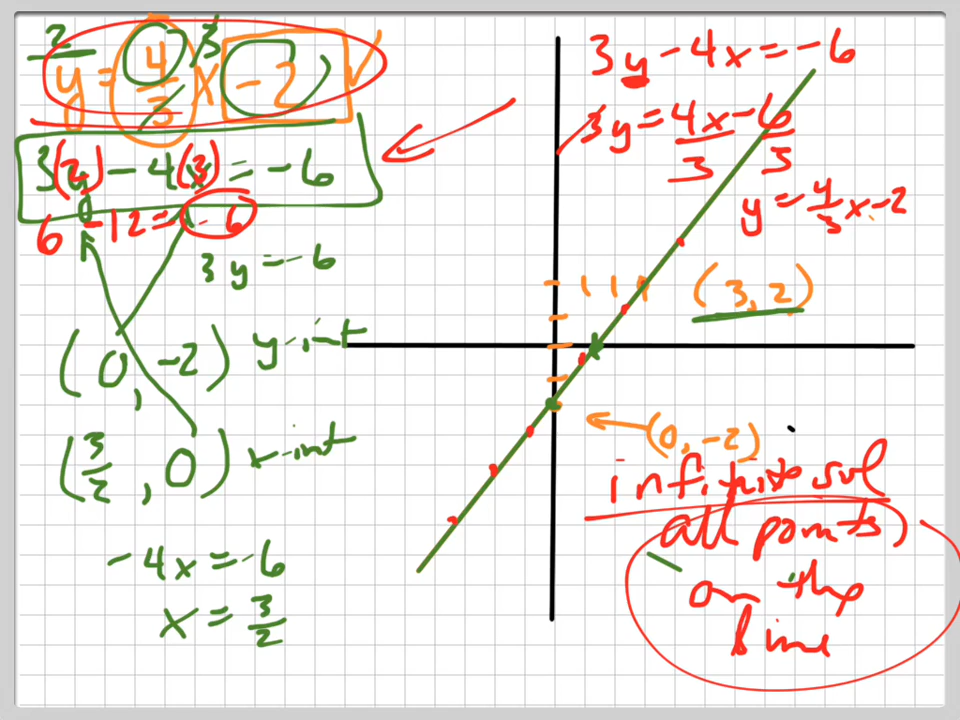 2 3
y = 4/3 x - 2 ✓
3(2) - 4(3) = -6
6 -12 = -6
3y = -6
(0, -2) y-int
(3/2, 0) x-int
-4x = -6
x = 3/2
3y - 4x = -6
3y = 4x - 6
3 3
y = 4/3 x - 2
(3, 2)
(0, -2)
infinite sol
all points
on the
line